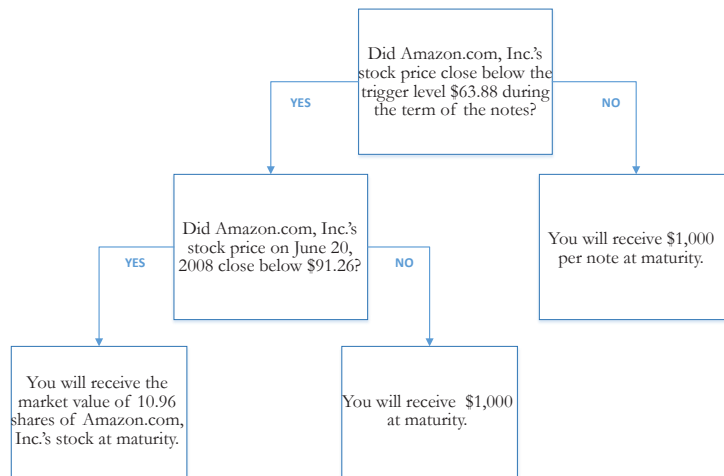 Did Amazon.com, Inc.'s
stock price close below the
trigger level $63.88 during
the term of the notes?
YES
NO
Did Amazon.com, Inc.'s
stock price on June 20,
2008 close below $91.26?
You will receive $1,000
per note at maturity.
YES
NO
You will receive the
market value of 10.96
shares of Amazon.com,
Inc.'s stock at maturity.
You will receive $1,000
at maturity.